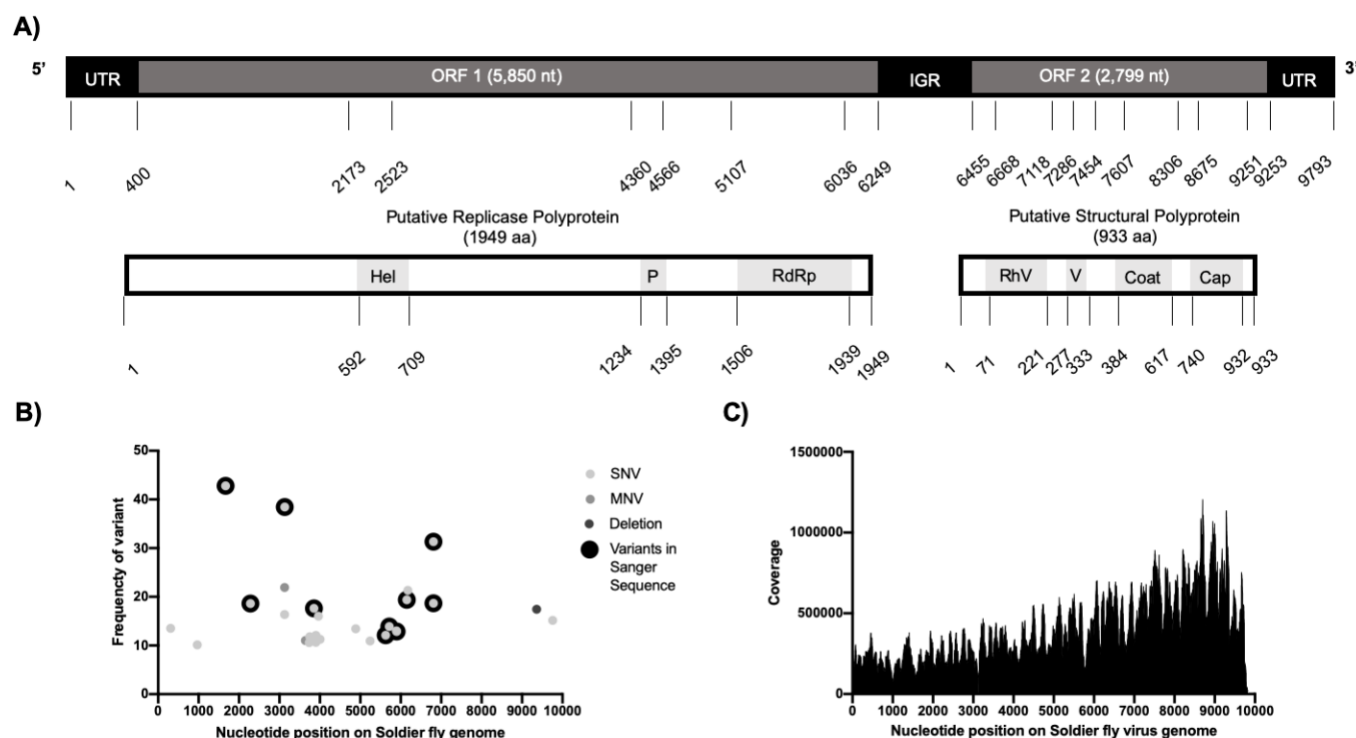 A)
5' UTR ORF 1 (5,850 nt) IGR ORF 2 (2,799 nt) UTR 3'
1 400 2173 2523 4360 4566 5107 6036 6249 6455 6668 7118 7286 7454 7607 8306 8675 9251 9253 9793
Putative Replicase Polyprotein
(1949 aa)
Putative Structural Polyprotein
(933 aa)
Hel P RdRp RhV V Coat Cap
1 592 709 1234 1395 1506 1939 1949 1 71 221 277 333 384 617 740 932 933
B)
Frequencty of variant
50
40
30
20
10
0
0 1000 2000 3000 4000 5000 6000 7000 8000 9000 10000
Nucleotide position on Soldier fly genome
SNV
MNV
Deletion
Variants in
Sanger
Sequence
C)
Coverage
1500000
1000000
500000
0
0 1000 2000 3000 4000 5000 6000 7000 8000 9000 10000
Nucleotide position on Soldier fly virus genome